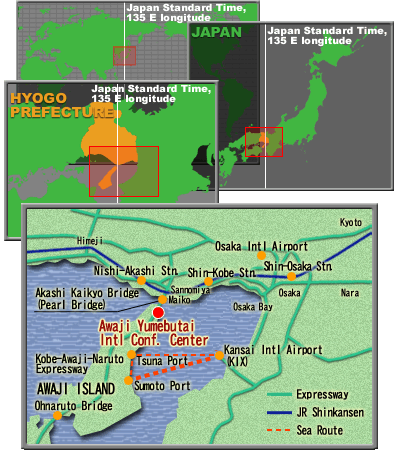 Japan Standard Time,
135 E longitude
JAPAN
Japan Standard Time,
135 E longitude
HYOGO
PREFECTURE
Japan Standard Time,
135 E longitude
Kyoto
Himeji
Osaka Intl Airport
Nishi-Akashi Stn.
Shin-Kobe Stn.
Shin-Osaka Stn.
Akashi Kaikyo Bridge
(Pearl Bridge)
Sannomiya
Maiko
Osaka
Nara
Osaka Bay
Awaji Yumebutai
Intl Conf. Center
Kobe-Awaji-Naruto
Expressway
Tsuna Port
Kansai Intl Airport
(KIX)
AWAJI ISLAND
Sumoto Port
Ohnaruto Bridge
Expressway
JR Shinkansen
Sea Route